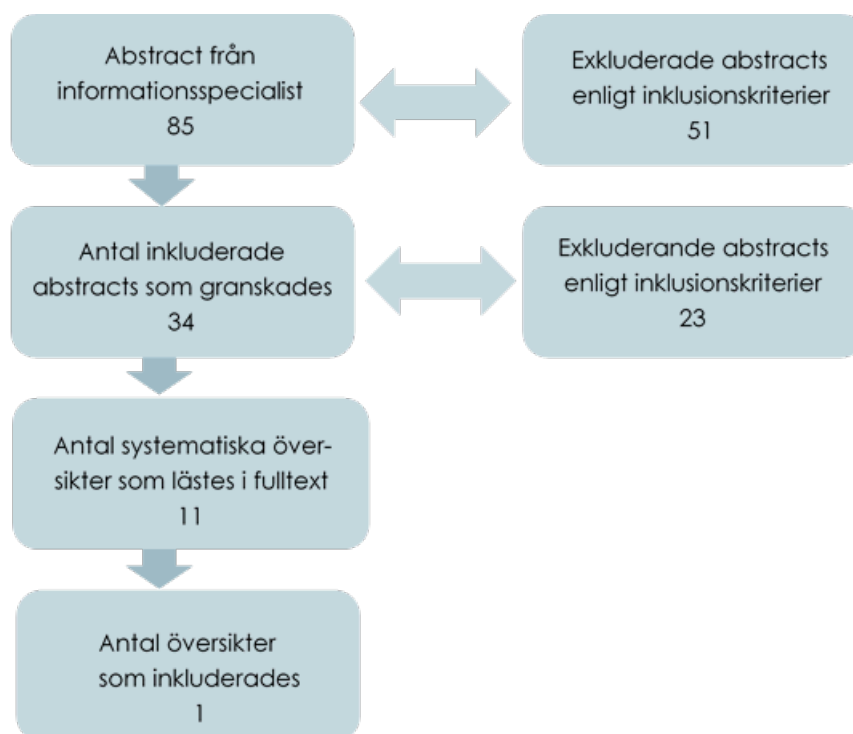 Abstract från
informationsspecialist
85
Exkluderade abstracts
enligt inklusionskriterier
51
Antal inkluderade
abstracts som granskades
34
Exkluderande abstracts
enligt inklusionskriterier
23
Antal systematiska över-
sikter som lästes i fulltext
11
Antal översikter
som inkluderades
1